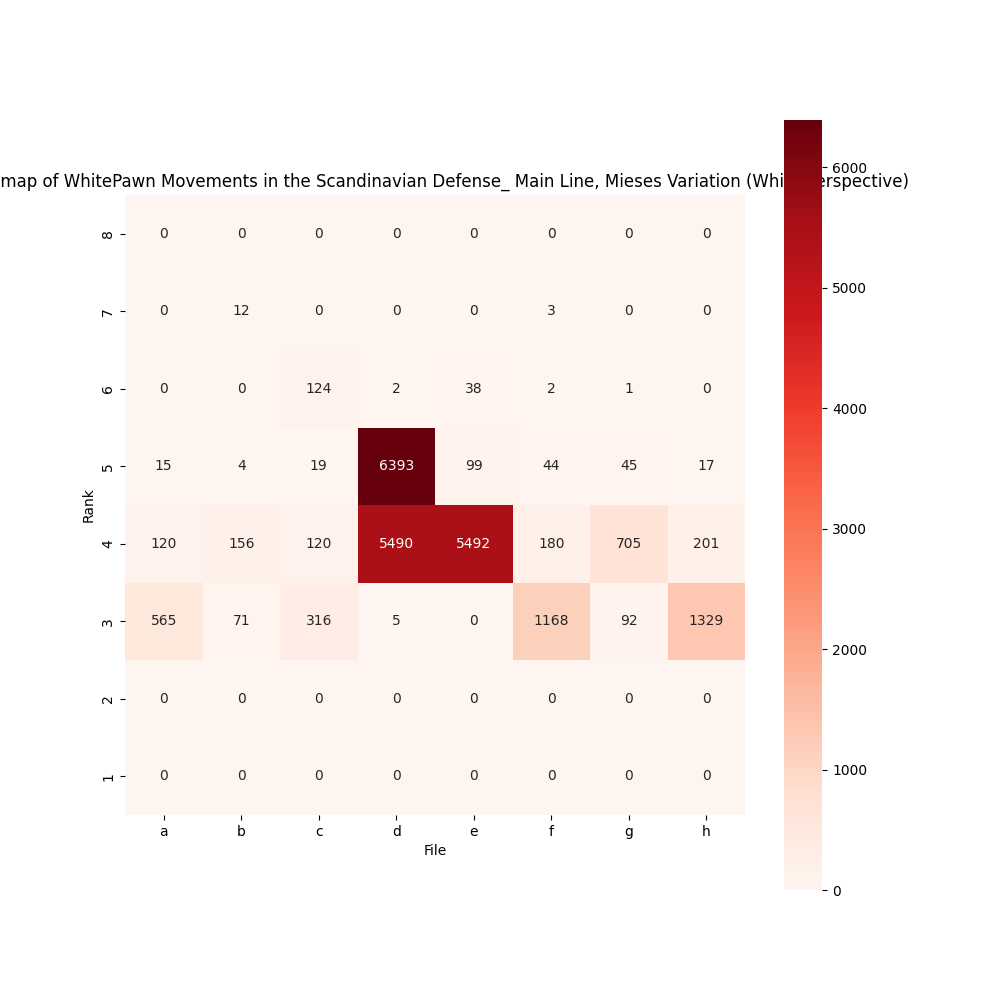 map of WhitePawn Movements in the Scandinavian Defense_ Main Line, Mieses Variation (Whi erspective)
8 0 0 0 0 0 0 0 0
7 0 12 0 0 0 3 0 0
6 0 0 124 2 38 2 1 0
5 15 4 19 6393 99 44 45 17
4 120 156 120 5490 5492 180 705 201
3 565 71 316 5 0 1168 92 1329
2 0 0 0 0 0 0 0 0
1 0 0 0 0 0 0 0 0
a b c d e f g h
File
Rank
6000
5000
4000
3000
2000
1000
0